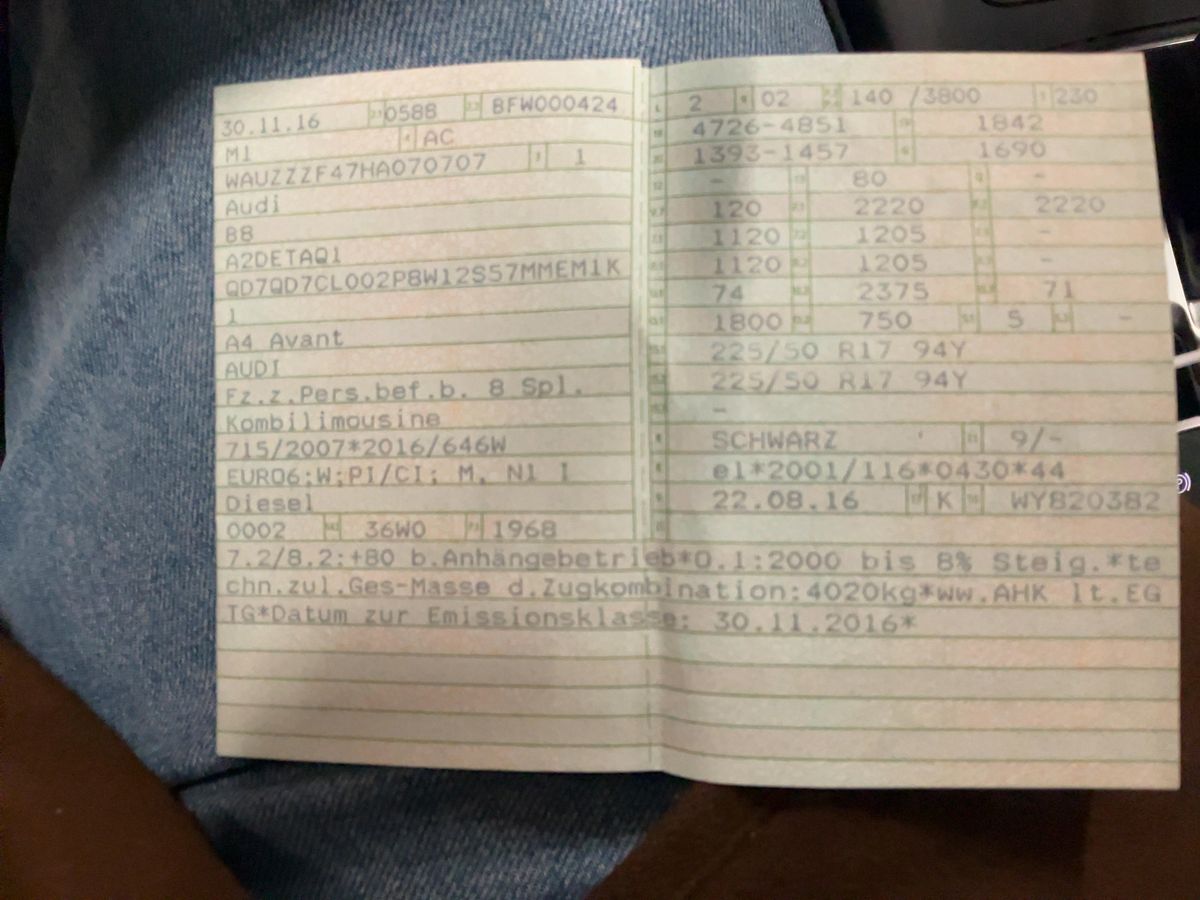 30.11.16 0588 BFW000424
M1 AC
WAUZZZF47HA070707 1
Audi
B8
A2DETAQ1
QD7QD7CL002P8W12S57MMEM1K
1
A4 Avant
AUDI
Fz.z.Pers.bef.b. 8 Spl.
Kombilimousine
715/2007*2016/646W
EURO6;W;PI/CI; M, N1 I
Diesel
0002 36W0 1968
2 02 140 /3800 230
4726-4851 1842
1393-1457 1690
- 80 -
120 2220 2220
1120 1205 -
1120 1205 -
74 2375 71
1800 750 5 -
225/50 R17 94Y
225/50 R17 94Y
-
SCHWARZ 9/-
e1*2001/116*0430*44
22.08.16 K WY820382
7.2/8.2:+80 b.Anhängebetrieb*O.1:2000 bis 8% Steig.*te
chn.zul.Ges-Masse d.Zugkombination:4020kg*ww.AHK lt.EG
TG*Datum zur Emissionsklasse: 30.11.2016*